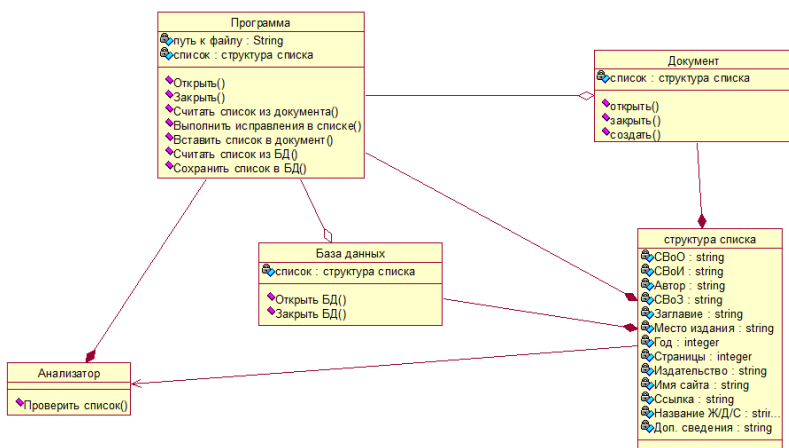 Программа
путь к файлу : String
список : структура списка
Открыть()
Закрыть()
Считать список из документа()
Выполнить исправления в списке()
Вставить список в документ()
Считать список из БД()
Сохранить список в БД()
Документ
список : структура списка
открыть()
закрыть()
создать()
База данных
список : структура списка
Открыть БД()
Закрыть БД()
структура списка
СВоО : string
СВоИ : string
Автор : string
СВоЗ : string
Заглавие : string
Место издания : string
Год : integer
Страницы : integer
Издательство : string
Имя сайта : string
Ссылка : string
Название Ж/Д/С : strin...
Доп. сведения : string
Анализатор
Проверить список()